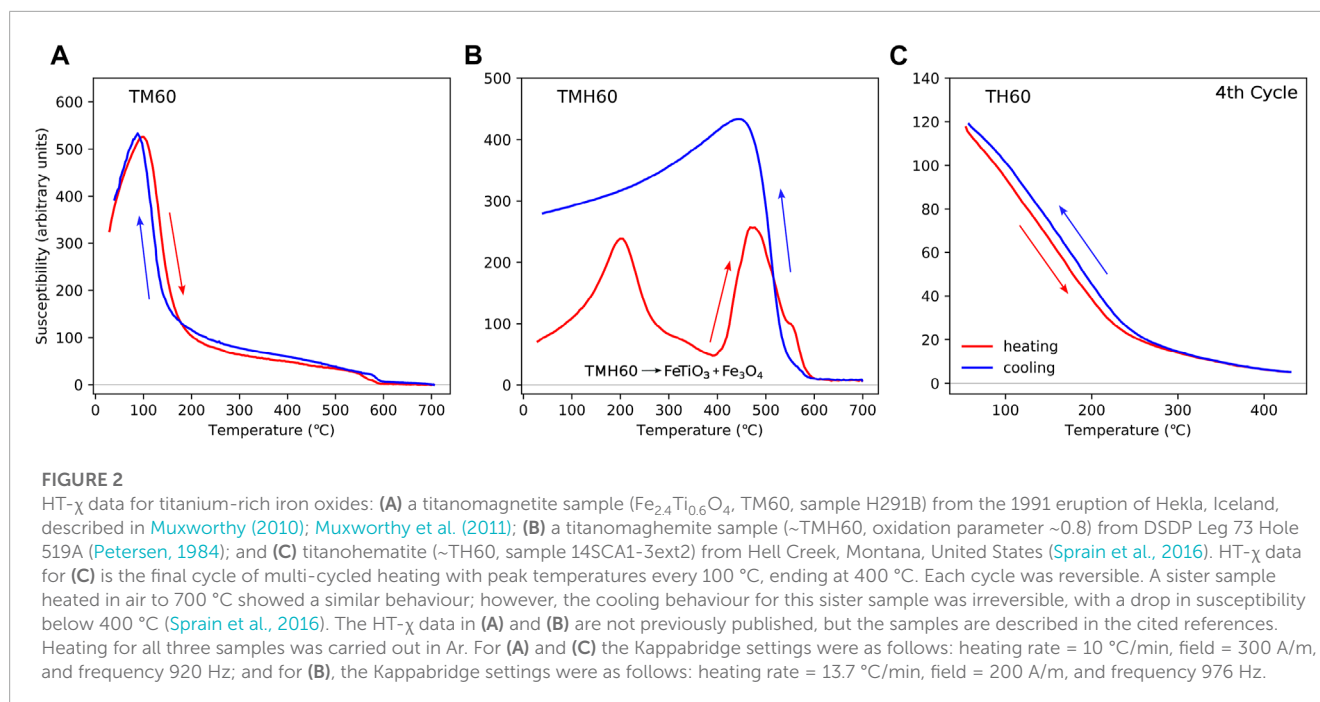 A
TM60
600
500
400
300
200
100
0
Susceptibility (arbitrary units)
0 100 200 300 400 500 600 700
Temperature (℃)
B
TMH60
500
400
300
200
100
0
TMH60 → FeTiO₃ + Fe₃O₄
0 100 200 300 400 500 600 700
Temperature (℃)
C
TH60 4th Cycle
140
120
100
80
60
40
20
0
heating
cooling
100 200 300 400
Temperature (℃)
FIGURE 2
HT-χ data for titanium-rich iron oxides: (A) a titanomagnetite sample (Fe₂.₄Ti₀.₆O₄, TM60, sample H291B) from the 1991 eruption of Hekla, Iceland,
described in Muxworthy (2010); Muxworthy et al. (2011); (B) a titanomaghemite sample (~TMH60, oxidation parameter ~0.8) from DSDP Leg 73 Hole
519A (Petersen, 1984); and (C) titanohematite (~TH60, sample 14SCA1-3ext2) from Hell Creek, Montana, United States (Sprain et al., 2016). HT-χ data
for (C) is the final cycle of multi-cycled heating with peak temperatures every 100 °C, ending at 400 °C. Each cycle was reversible. A sister sample
heated in air to 700 °C showed a similar behaviour; however, the cooling behaviour for this sister sample was irreversible, with a drop in susceptibility
below 400 °C (Sprain et al., 2016). The HT-χ data in (A) and (B) are not previously published, but the samples are described in the cited references.
Heating for all three samples was carried out in Ar. For (A) and (C) the Kappabridge settings were as follows: heating rate = 10 °C/min, field = 300 A/m,
and frequency 920 Hz; and for (B), the Kappabridge settings were as follows: heating rate = 13.7 °C/min, field = 200 A/m, and frequency 976 Hz.